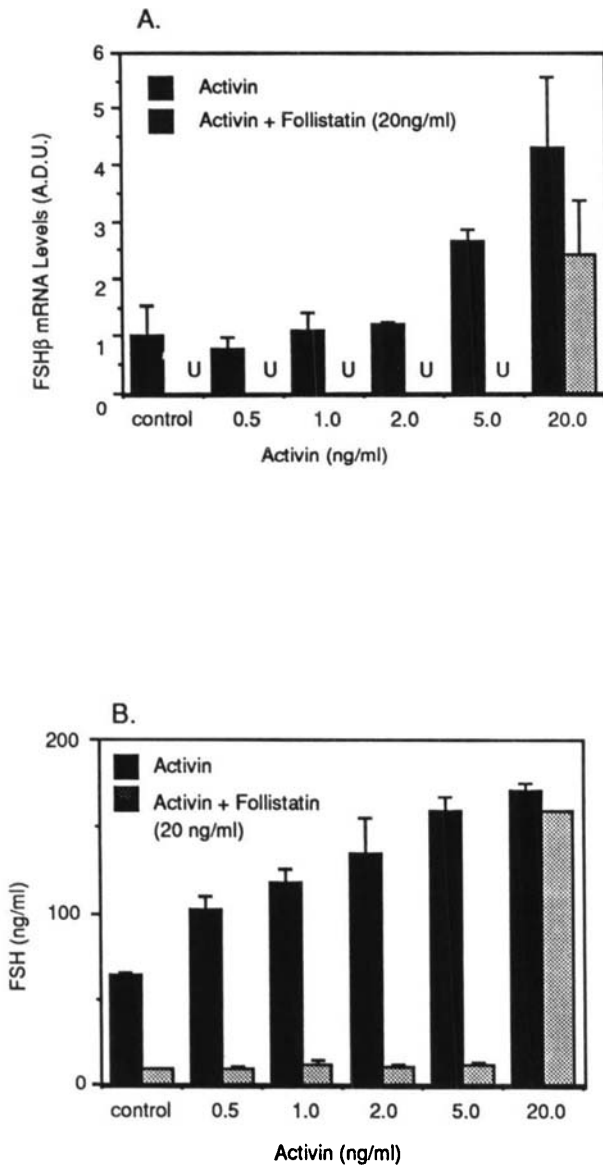 A.
6
5
4
3
2
1
0
FSHβ mRNA Levels (A.D.U.)
Activin
Activin + Follistatin (20ng/ml)
U U U U U
control 0.5 1.0 2.0 5.0 20.0
Activin (ng/ml)
B.
200
100
0
FSH (ng/ml)
Activin
Activin + Follistatin
(20 ng/ml)
control 0.5 1.0 2.0 5.0 20.0
Activin (ng/ml)